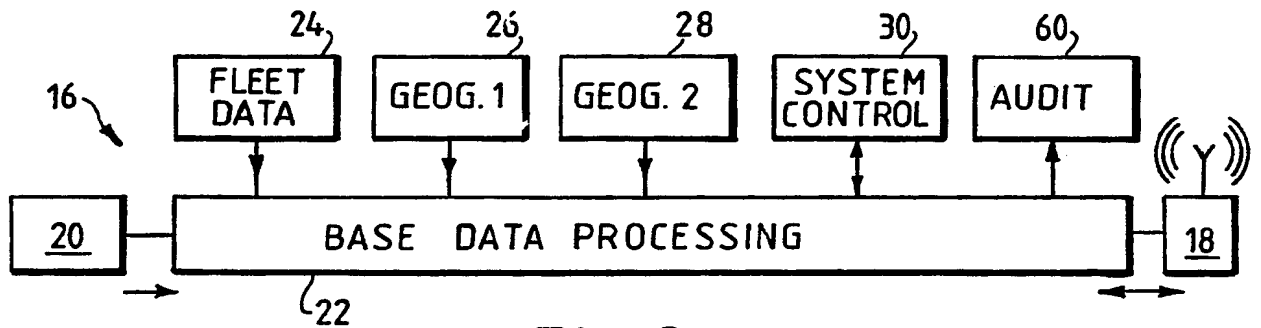 24
26
28
30
60
16
FLEET
DATA
GEOG. 1
GEOG. 2
SYSTEM
CONTROL
AUDIT
20
BASE DATA PROCESSING
18
22